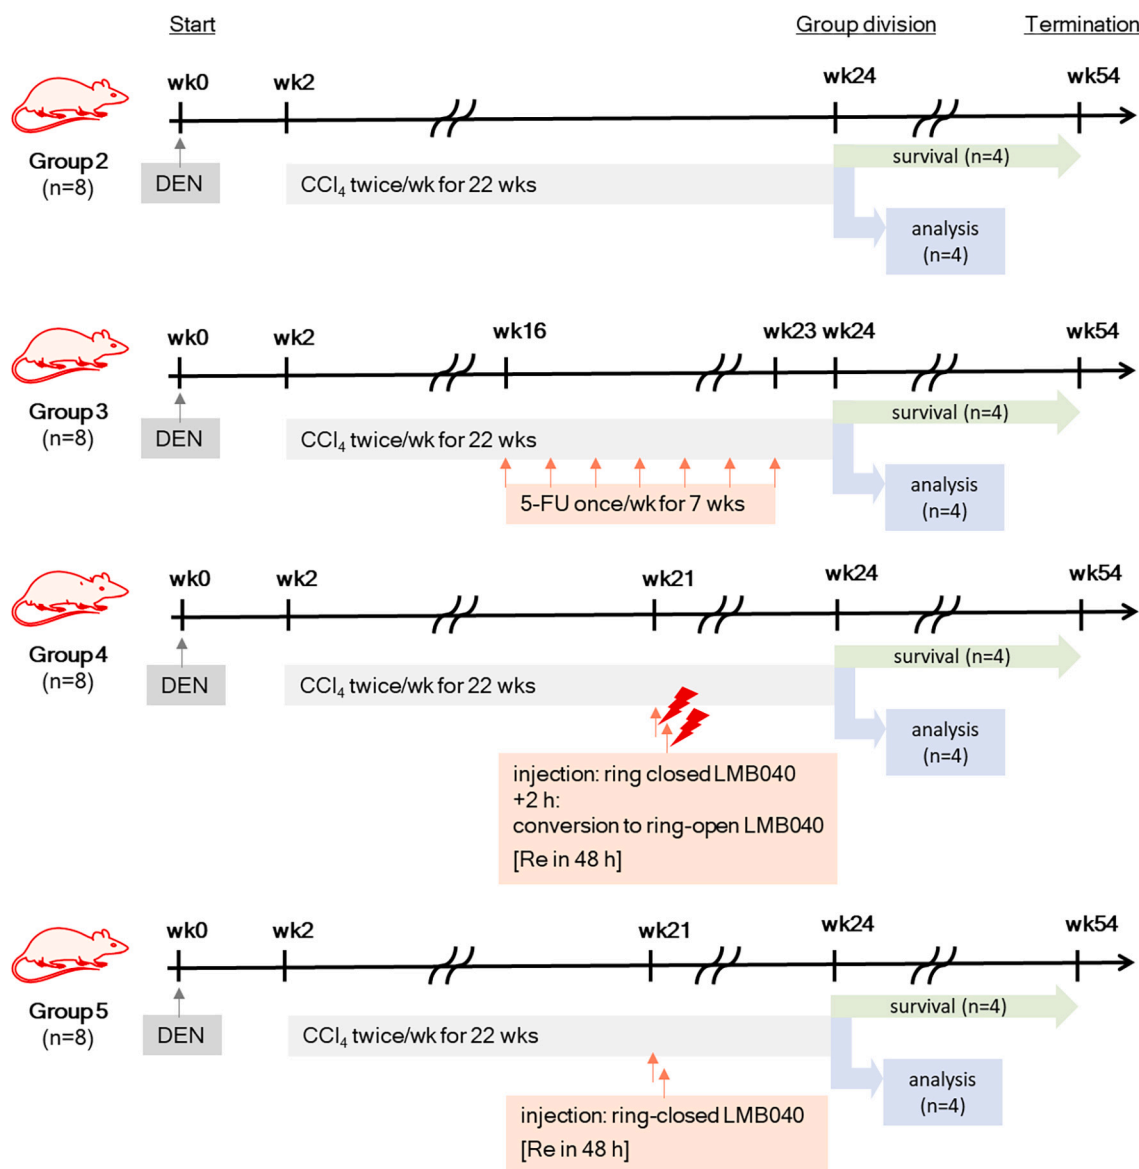 Start
Group division
Termination
wk0
wk2
wk24
wk54
Group 2
(n=8)
DEN
CCl₄ twice/wk for 22 wks
survival (n=4)
analysis
(n=4)
wk0
wk2
wk16
wk23
wk24
wk54
Group 3
(n=8)
DEN
CCl₄ twice/wk for 22 wks
survival (n=4)
5-FU once/wk for 7 wks
analysis
(n=4)
wk0
wk2
wk21
wk24
wk54
Group 4
(n=8)
DEN
CCl₄ twice/wk for 22 wks
survival (n=4)
analysis
(n=4)
injection: ring closed LMB040
+2 h:
conversion to ring-open LMB040
[Re in 48 h]
wk0
wk2
wk21
wk24
wk54
Group 5
(n=8)
DEN
CCl₄ twice/wk for 22 wks
survival (n=4)
analysis
(n=4)
injection: ring-closed LMB040
[Re in 48 h]